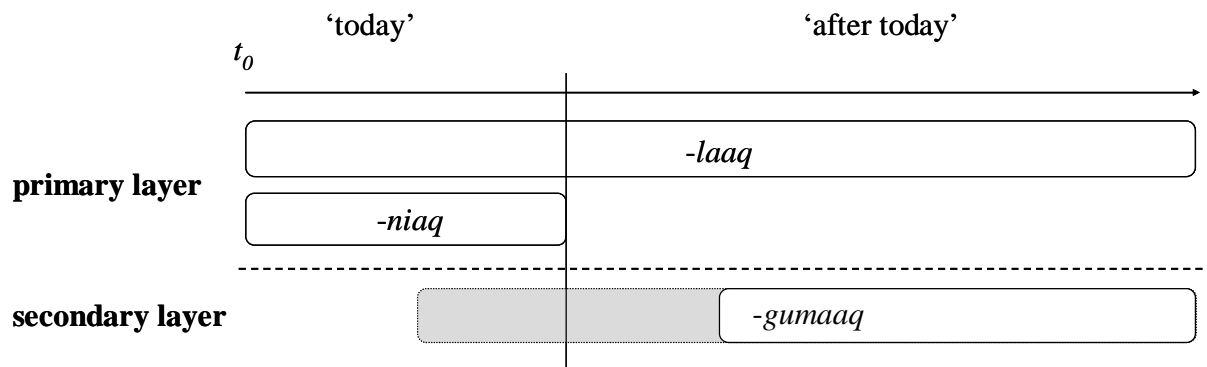 ‘today’ ‘after today’
t0
-laaq
primary layer
-niaq
secondary layer -gumaaq